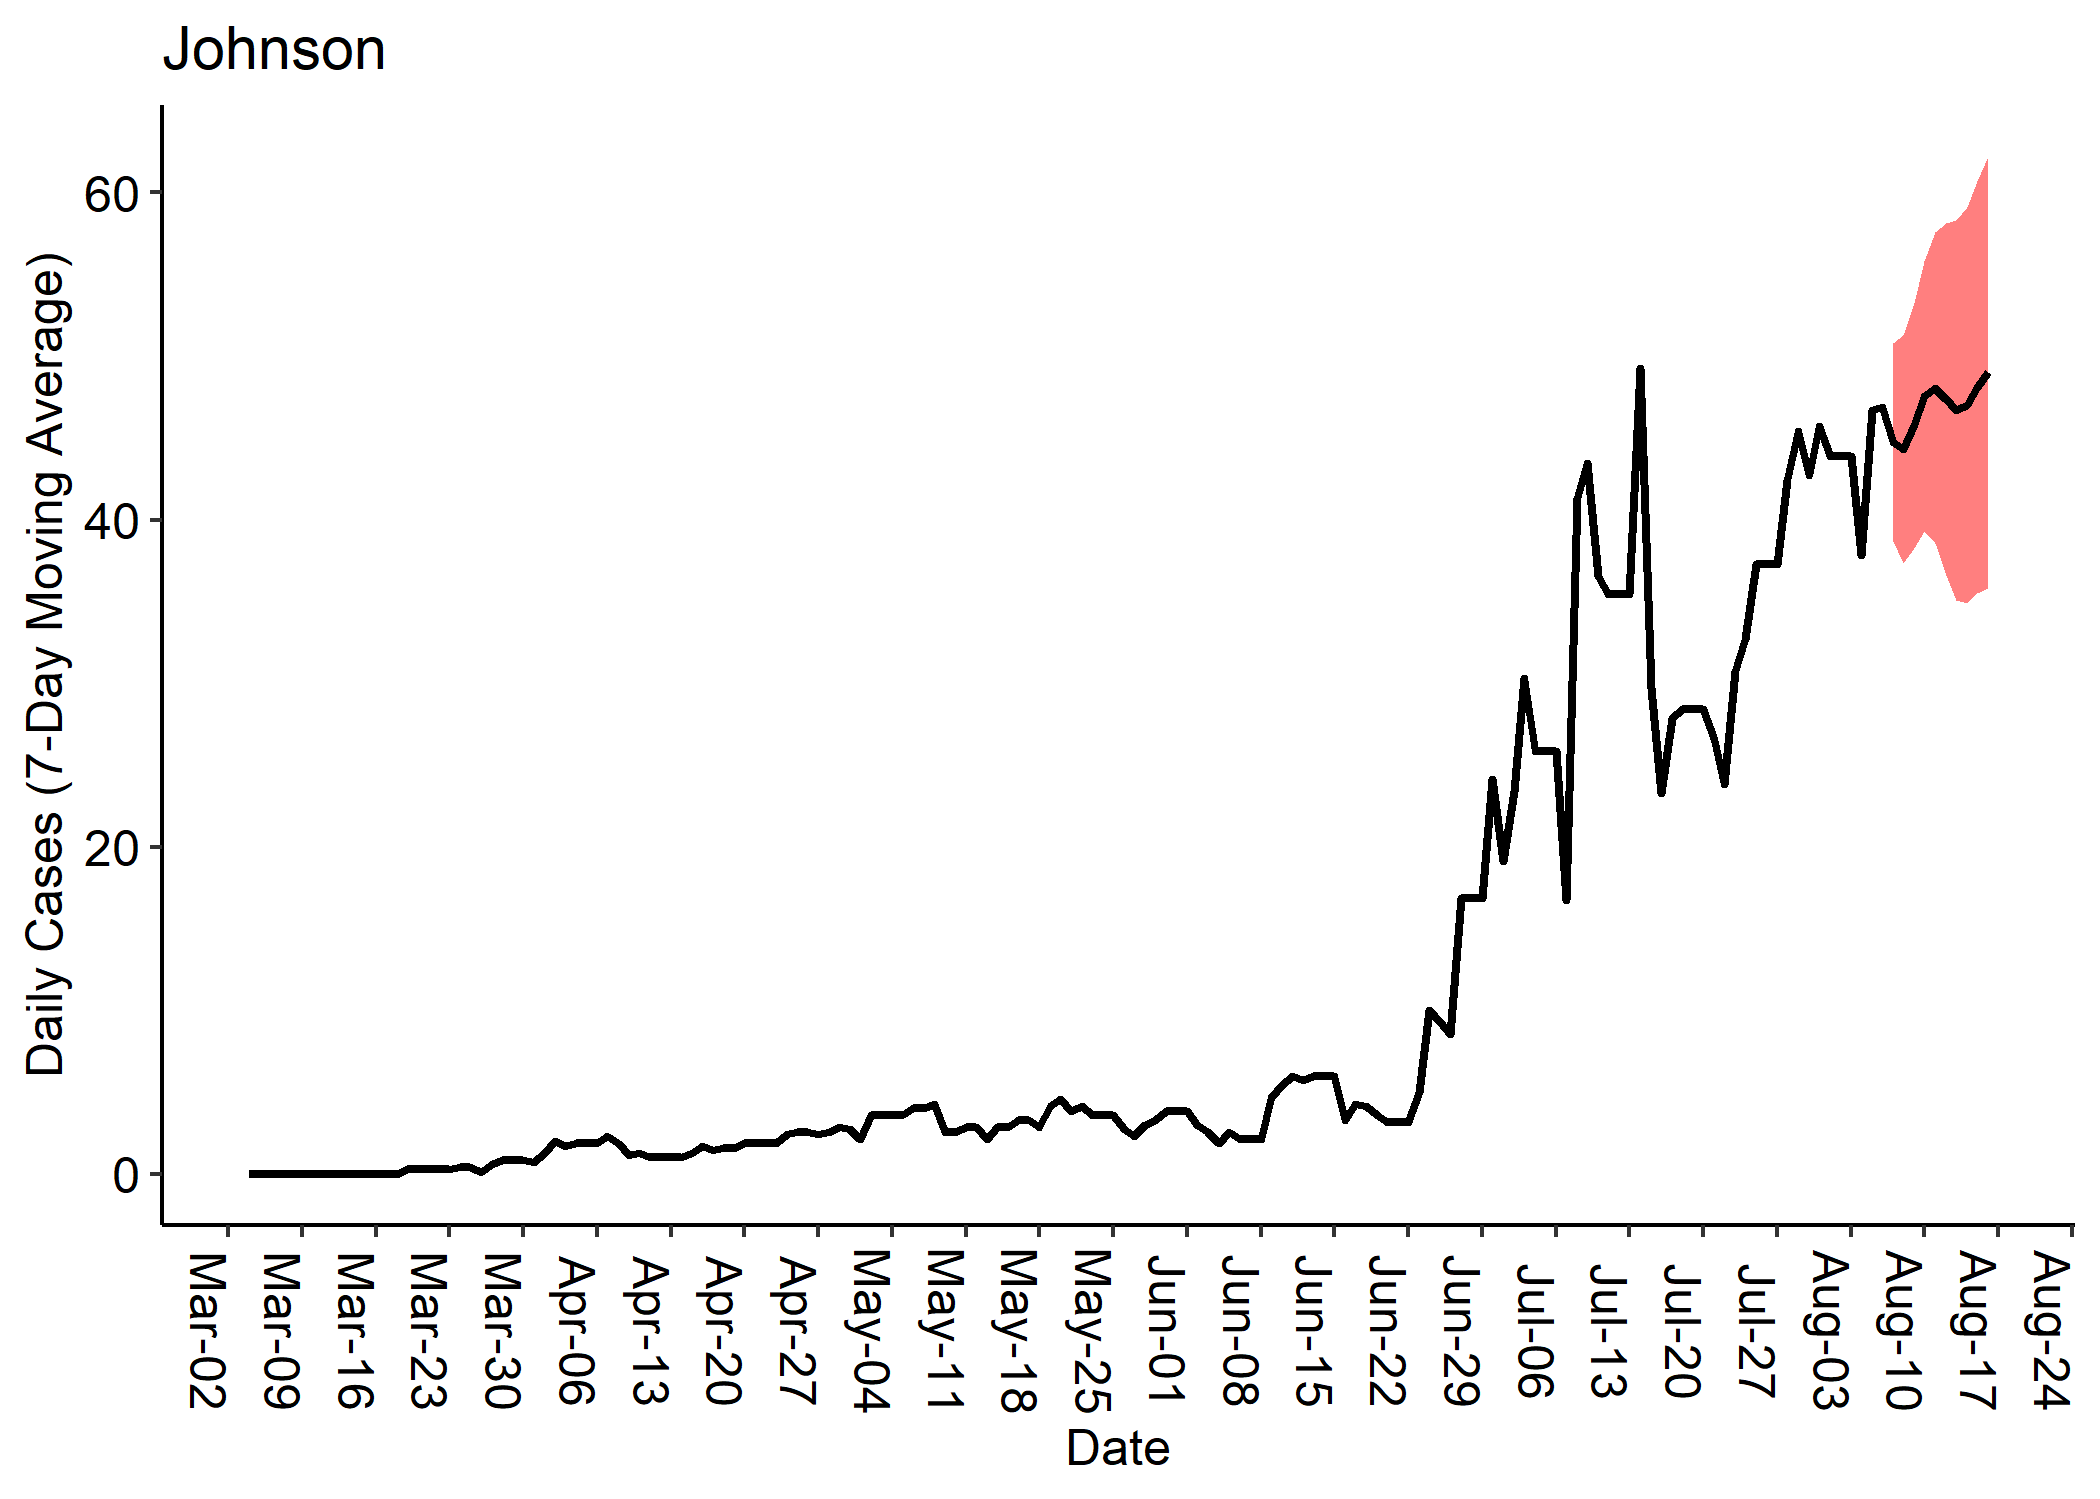 Johnson
Daily Cases (7-Day Moving Average)
60
40
20
0
Mar-02
Mar-09
Mar-16
Mar-23
Mar-30
Apr-06
Apr-13
Apr-20
Apr-27
May-04
May-11
May-18
May-25
Jun-01
Jun-08
Jun-15
Jun-22
Jun-29
Jul-06
Jul-13
Jul-20
Jul-27
Aug-03
Aug-10
Aug-17
Aug-24
Date